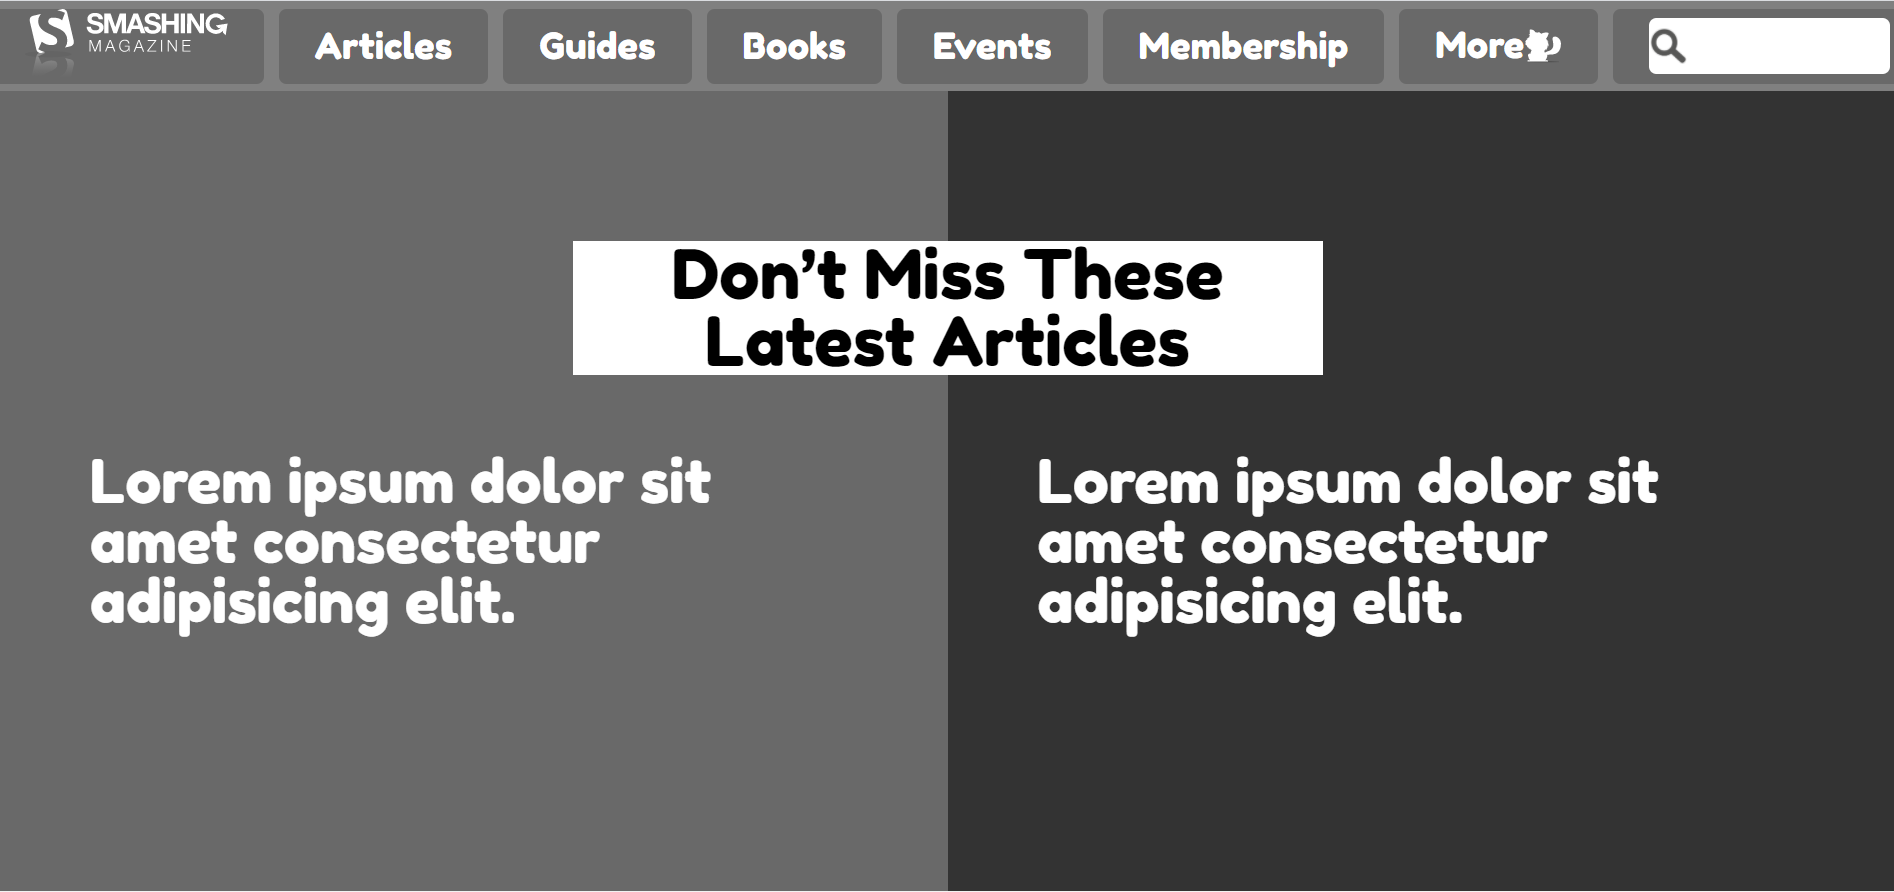 SMASHING
MAGAZINE
Articles
Guides
Books
Events
Membership
More
Don’t Miss These
Latest Articles
Lorem ipsum dolor sit
amet consectetur
adipisicing elit.
Lorem ipsum dolor sit
amet consectetur
adipisicing elit.